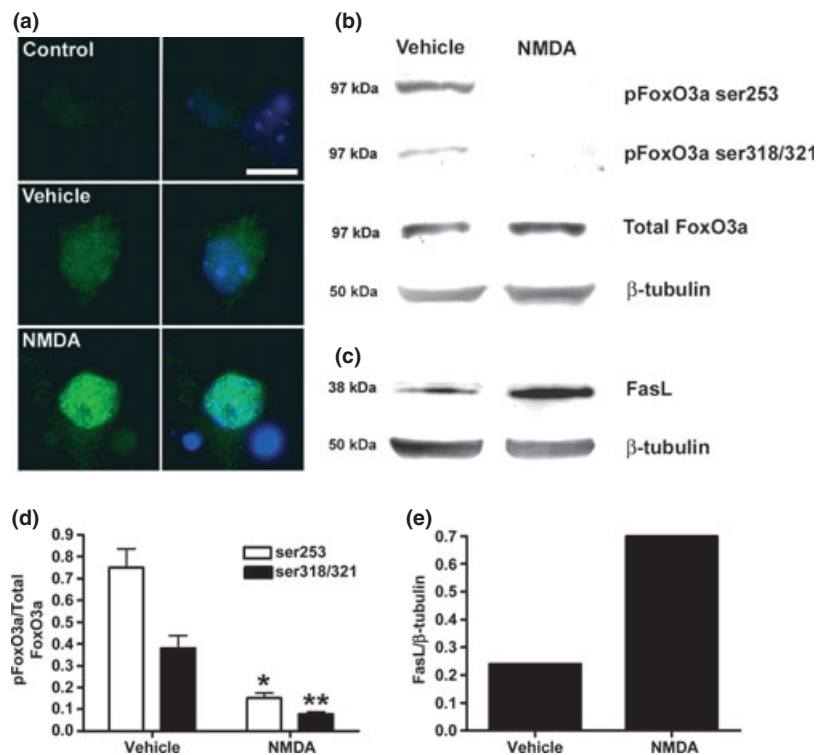 (a)
Control
Vehicle
NMDA
(b)
Vehicle NMDA
97 kDa pFoxO3a ser253
97 kDa pFoxO3a ser318/321
97 kDa Total FoxO3a
50 kDa β-tubulin
(c)
38 kDa FasL
50 kDa β-tubulin
(d)
pFoxO3a/Total
FoxO3a
0.9
0.8
0.7
0.6
0.5
0.4
0.3
0.2
0.1
0.0
ser253
ser318/321
* **
Vehicle NMDA
(e)
FasL/β-tubulin
0.7
0.6
0.5
0.4
0.3
0.2
0.1
0.0
Vehicle NMDA